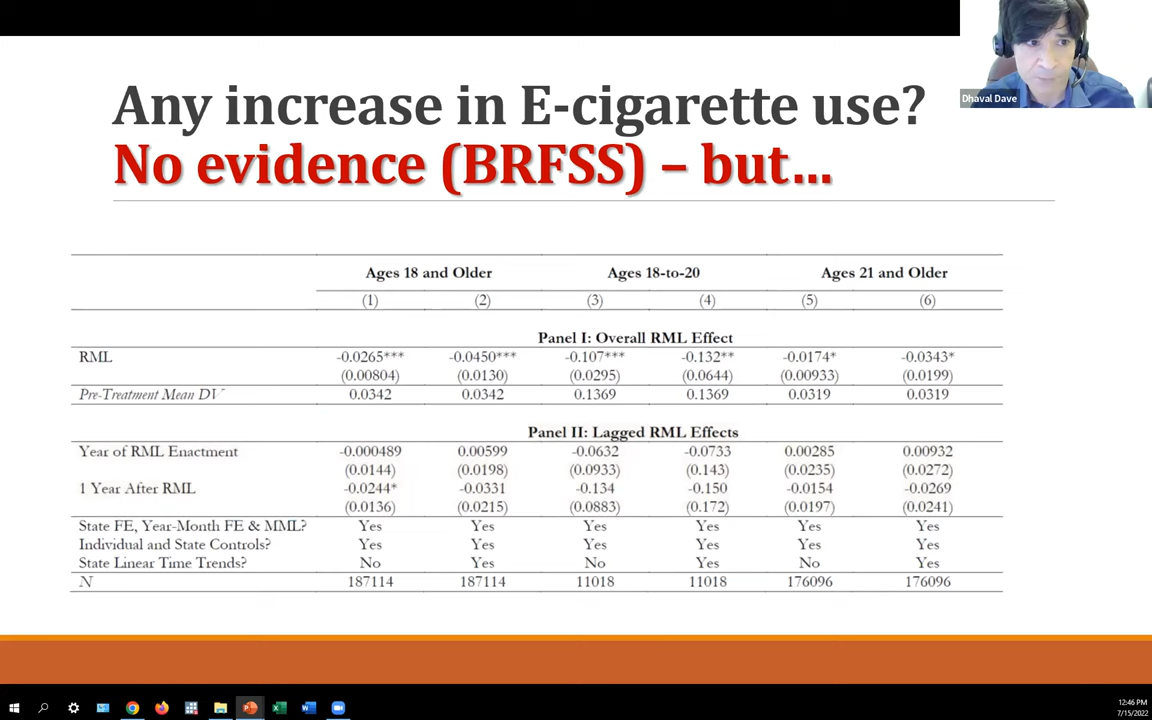 Dhaval Dave
Any increase in E-cigarette use?
No evidence (BRFSS) – but...
Ages 18 and Older Ages 18-to-20 Ages 21 and Older
(1) (2) (3) (4) (5) (6)
Panel I: Overall RML Effect
RML -0.0265*** -0.0450*** -0.107*** -0.132** -0.0174* -0.0343*
(0.00804) (0.0130) (0.0295) (0.0644) (0.00933) (0.0199)
Pre-Treatment Mean DV 0.0342 0.0342 0.1369 0.1369 0.0319 0.0319
Panel II: Lagged RML Effects
Year of RML Enactment -0.000489 0.00599 -0.0632 -0.0733 0.00285 0.00932
(0.0144) (0.0198) (0.0933) (0.143) (0.0235) (0.0272)
1 Year After RML -0.0244* -0.0331 -0.134 -0.150 -0.0154 -0.0269
(0.0136) (0.0215) (0.0883) (0.172) (0.0197) (0.0241)
State FE, Year-Month FE & MML? Yes Yes Yes Yes Yes Yes
Individual and State Controls? Yes Yes Yes Yes Yes Yes
State Linear Time Trends? No Yes No Yes No Yes
N 187114 187114 11018 11018 176096 176096
12:46 PM
7/15/2022